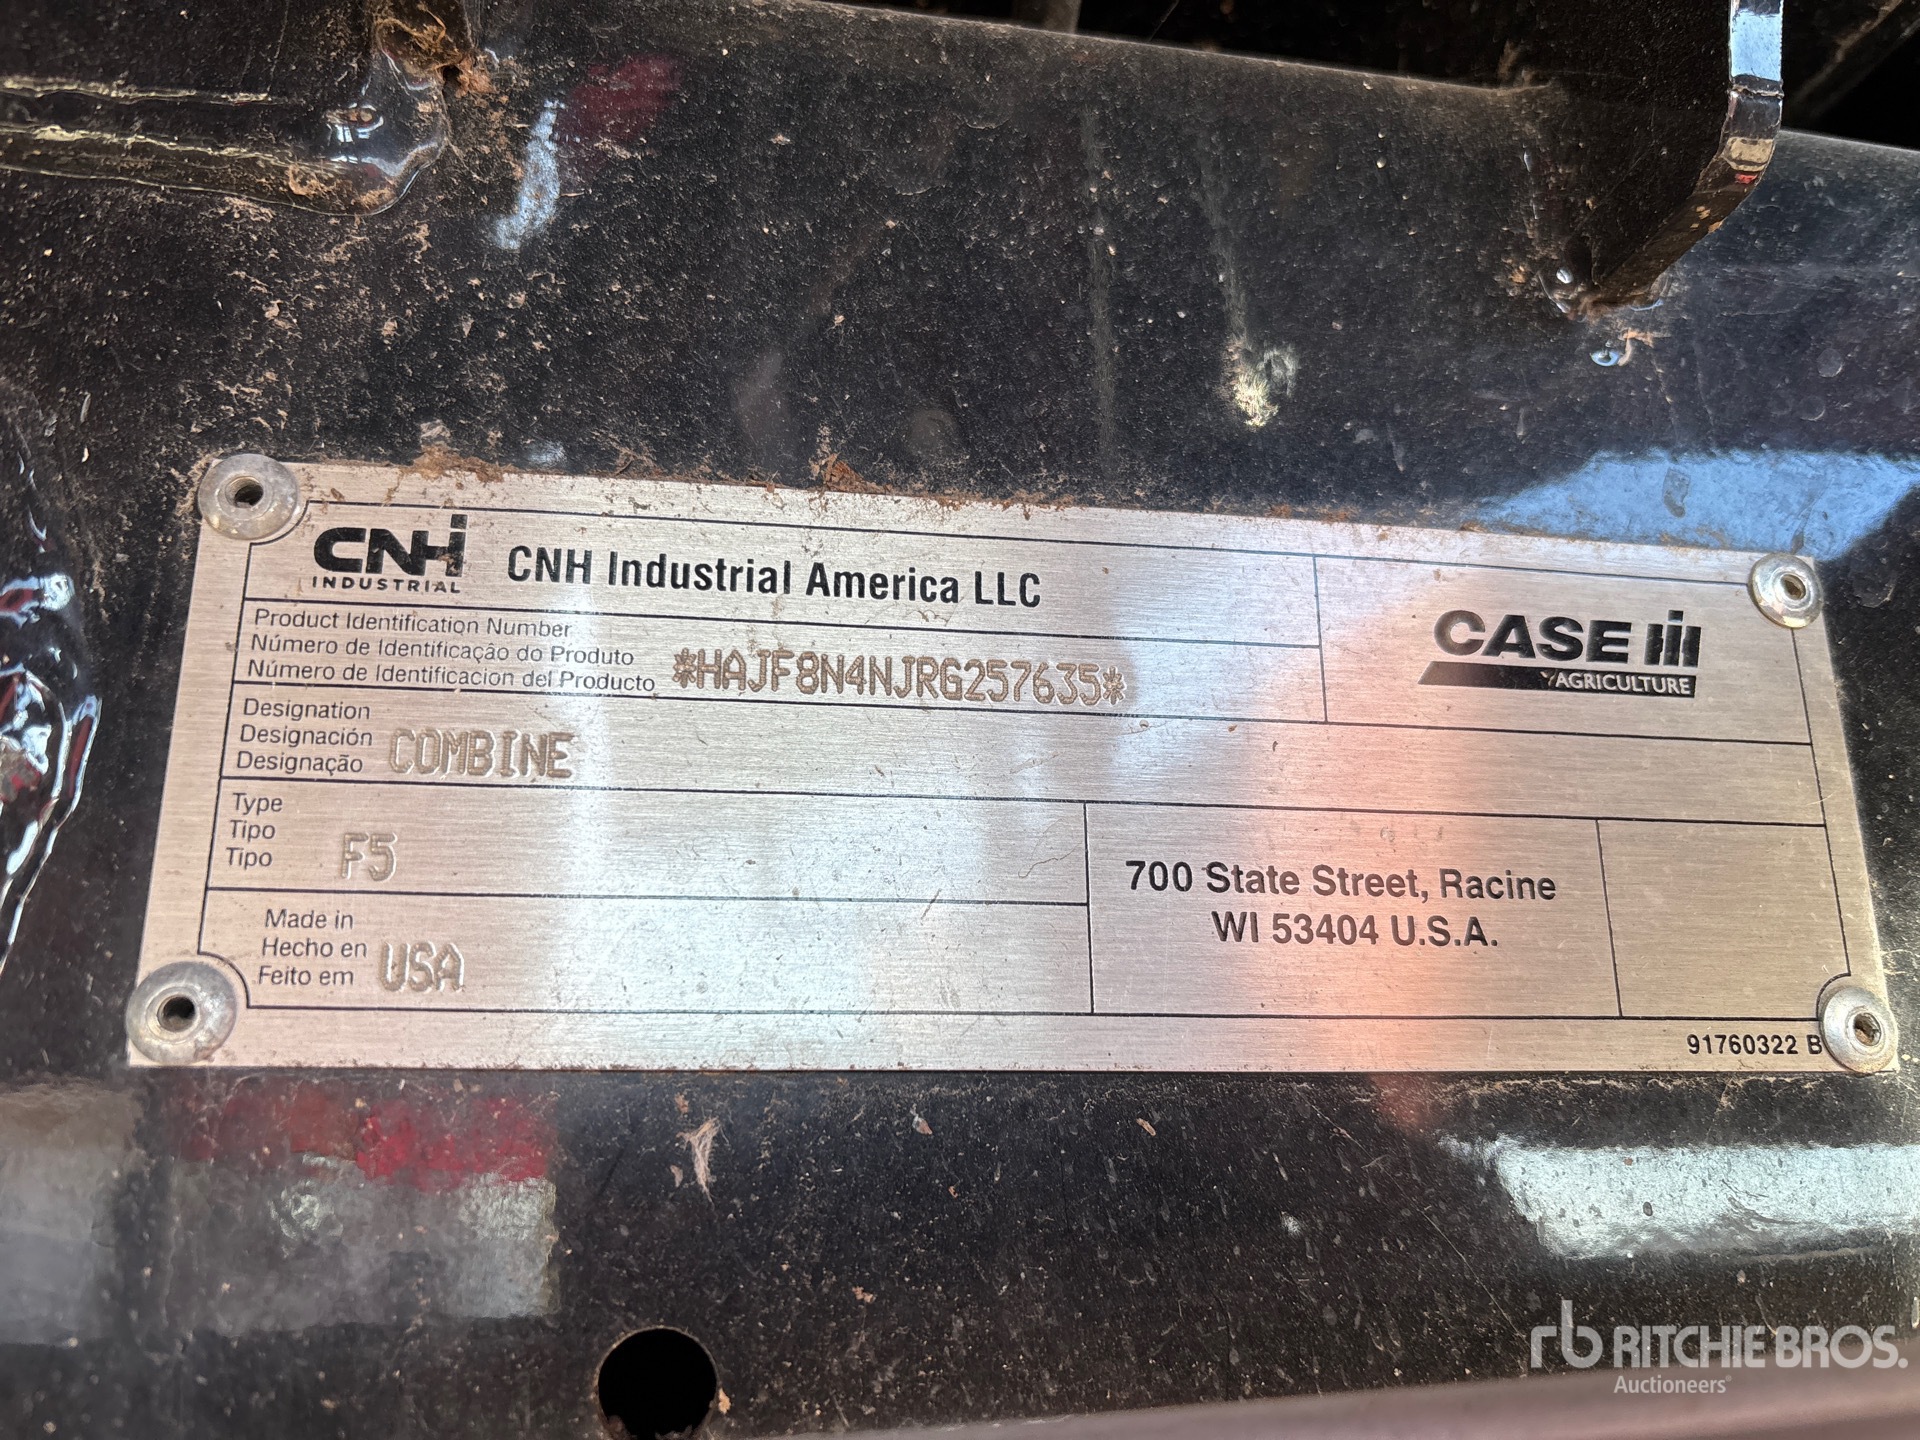 CNH
INDUSTRIAL
CNH Industrial America LLC
Product Identification Number
Número de Identificação do Produto
Número de Identificacion del Producto
*HAJF8N4NJRG257635*
CASE IH
AGRICULTURE
Designation
Designación
Designação
COMBINE
Type
Tipo
Tipo
F5
Made in
Hecho en
Feito em
USA
700 State Street, Racine
WI 53404 U.S.A.
91760322 B
rb RITCHIE BROS.
Auctioneers